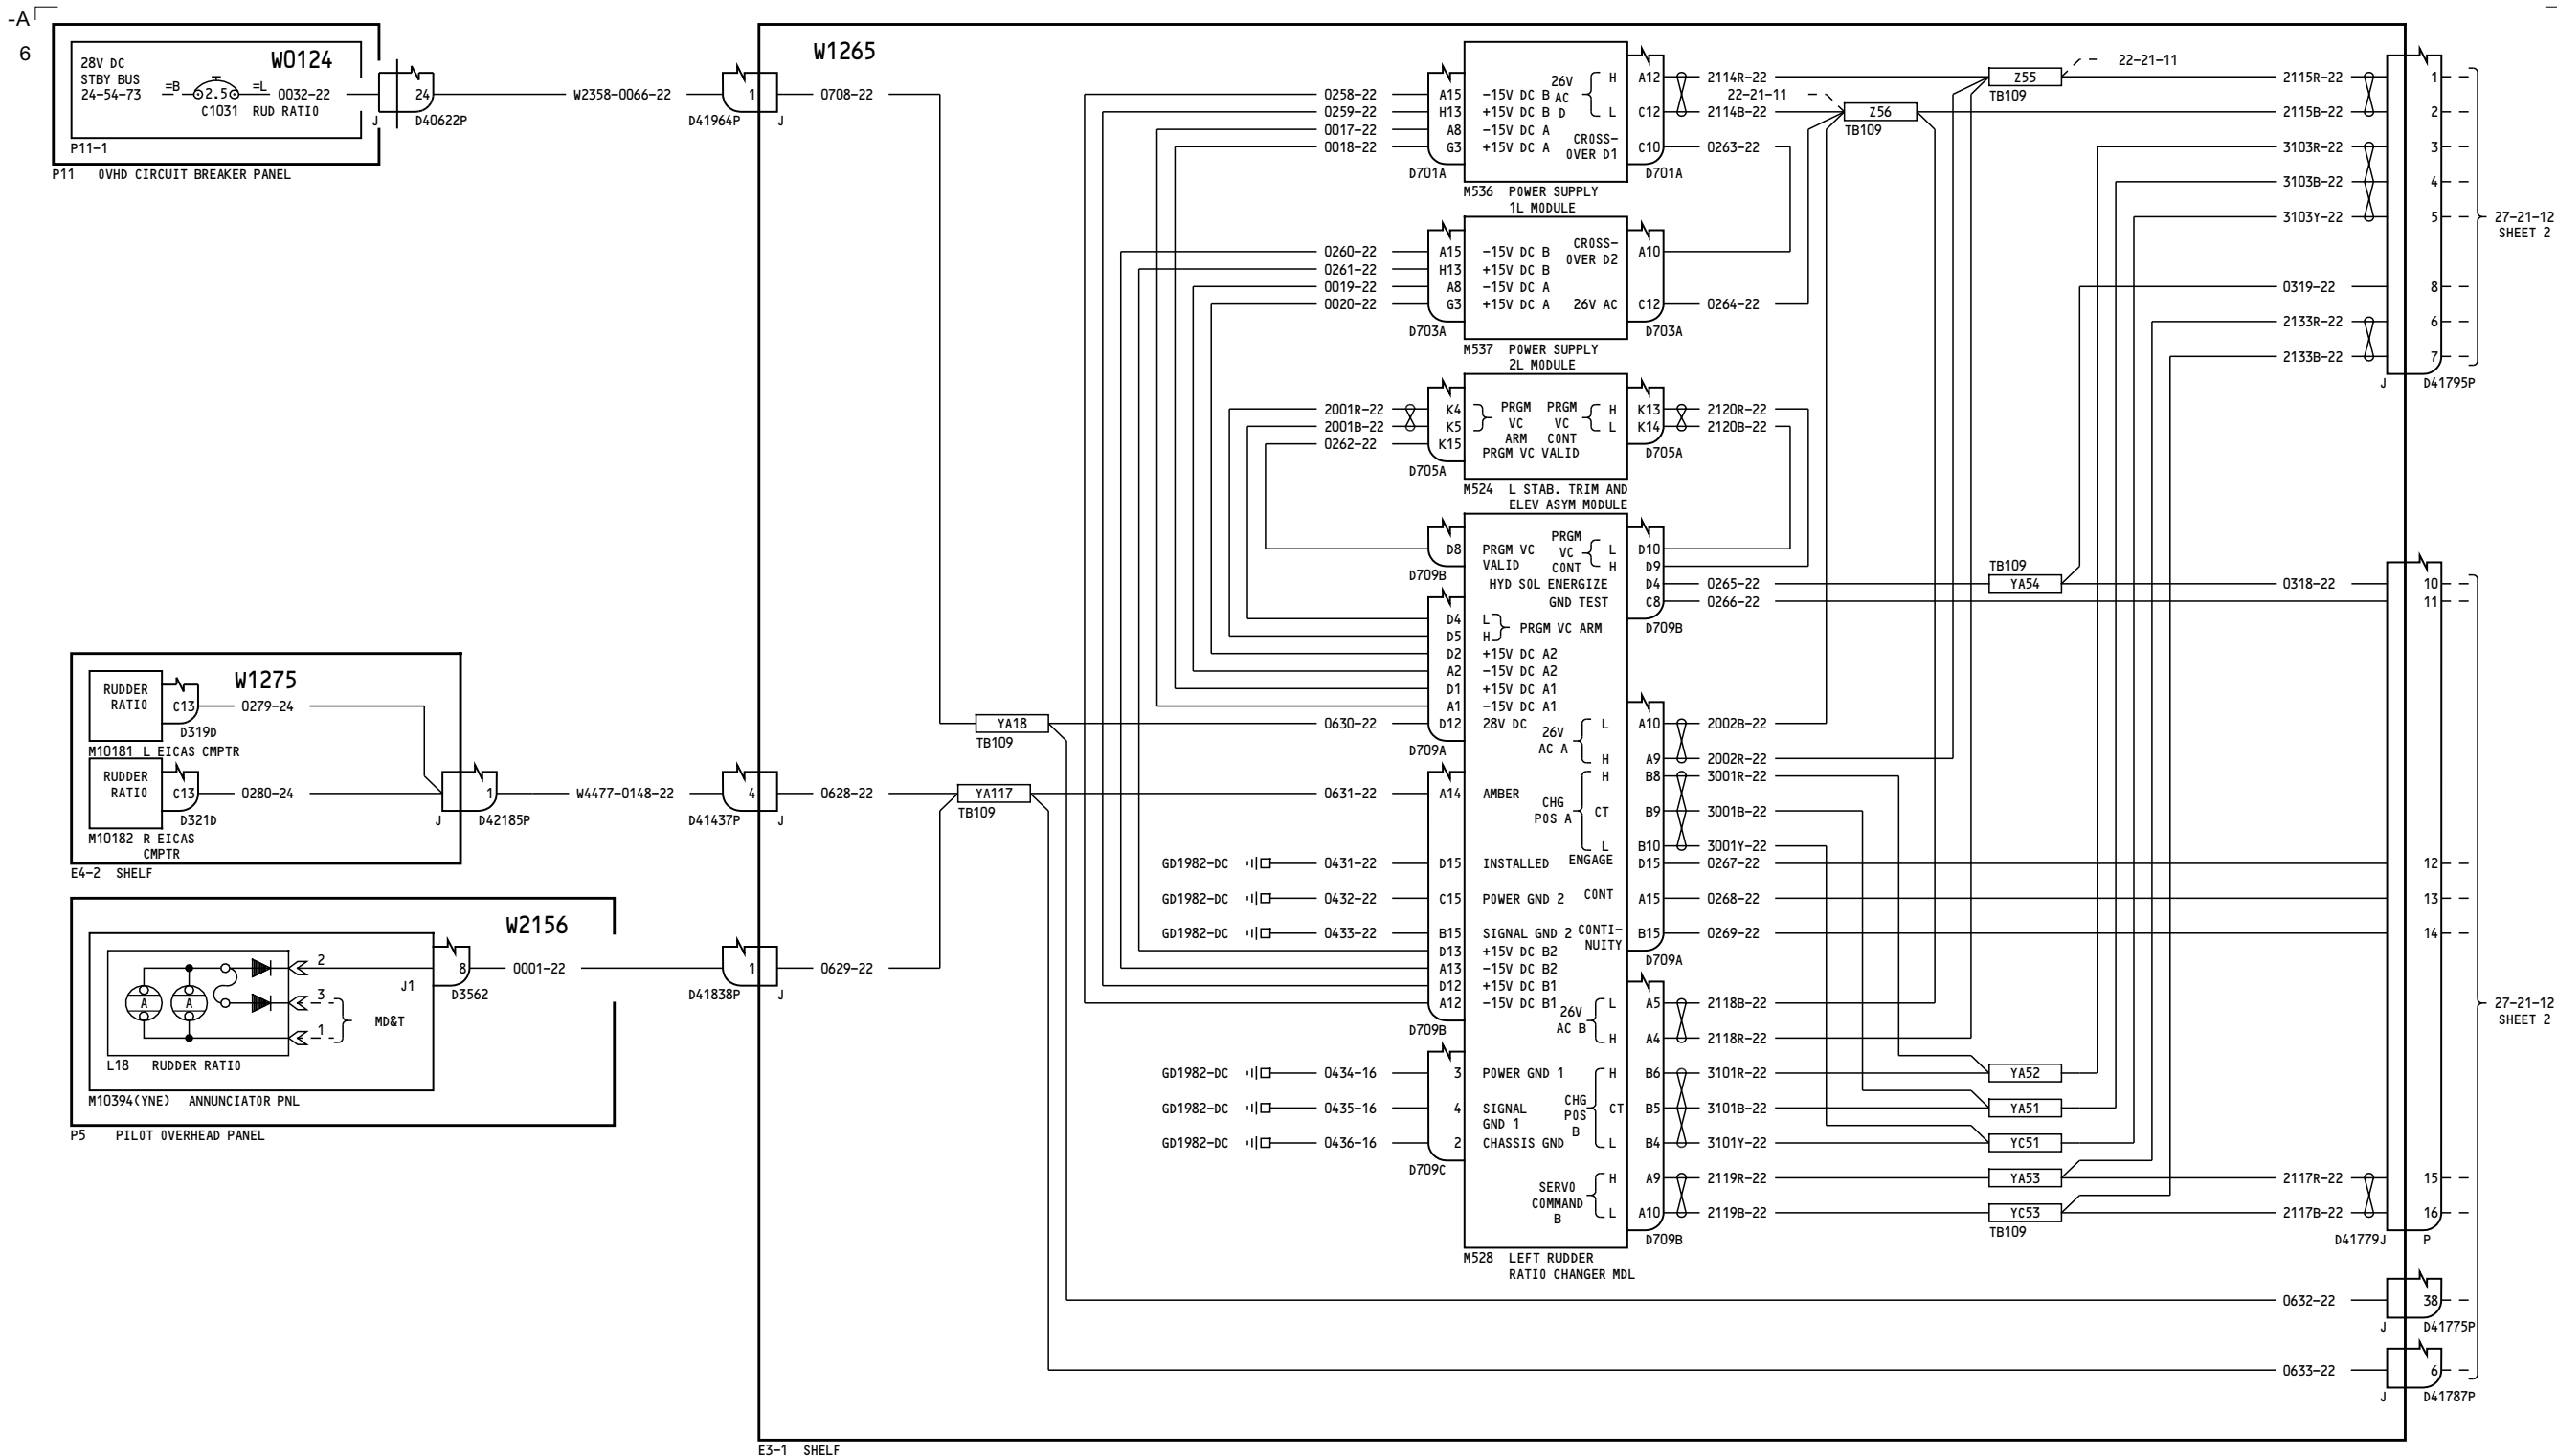 -A
6
28V DC
STBY BUS
24-54-73
W0124
=B
2.5
=L
0032-22
C1031 RUD RATIO
P11-1
P11 OVHD CIRCUIT BREAKER PANEL
24
J
D40622P
W2358-0066-22
1
D41964P
J
W1265
0708-22
W1275
RUDDER
RATIO
C13
0279-24
D319D
M10181 L EICAS CMPTR
RUDDER
RATIO
C13
0280-24
D321D
M10182 R EICAS
CMPTR
E4-2 SHELF
1
J
D42185P
W4477-0148-22
4
D41437P
J
0628-22
W2156
A
A
2
3
1
MD&T
L18 RUDDER RATIO
J1
8
D3562
0001-22
M10394(YNE) ANNUNCIATOR PNL
P5 PILOT OVERHEAD PANEL
1
D41838P
J
0629-22
YA18
TB109
YA117
TB109
0258-22
0259-22
0017-22
0018-22
A15 -15V DC B
H13 +15V DC B
A8 -15V DC A
G3 +15V DC A
26V
AC
D
H
L
CROSS-
OVER D1
A12
C12
C10
D701A
D701A
M536 POWER SUPPLY
1L MODULE
2114R-22
22-21-11
2114B-22
0263-22
Z56
TB109
Z55
TB109
22-21-11
0260-22
0261-22
0019-22
0020-22
A15 -15V DC B
H13 +15V DC B
A8 -15V DC A
G3 +15V DC A
CROSS-
OVER D2
26V AC
A10
C12
D703A
D703A
0264-22
M537 POWER SUPPLY
2L MODULE
2001R-22
2001B-22
0262-22
K4
K5
K15
PRGM
VC
ARM
PRGM
VC
CONT
H
L
PRGM VC VALID
K13
K14
D705A
D705A
2120R-22
2120B-22
M524 L STAB. TRIM AND
ELEV ASYM MODULE
D8 PRGM VC
VALID
D709B
PRGM
VC
CONT
L
H
D10
D9
HYD SOL ENERGIZE D4
GND TEST C8
D709B
0265-22
0266-22
TB109
YA54
D4 L
D5 H
PRGM VC ARM
D2 +15V DC A2
A2 -15V DC A2
D1 +15V DC A1
A1 -15V DC A1
0630-22
D12 28V DC
D709A
26V
AC A
L
H
A10
A9
2002B-22
2002R-22
0631-22
A14 AMBER
CHG
POS A
H
CT
L
B8
B9
B10
3001R-22
3001B-22
3001Y-22
GD1982-DC 0431-22 D15 INSTALLED
ENGAGE D15 0267-22
GD1982-DC 0432-22 C15 POWER GND 2
CONT A15 0268-22
GD1982-DC 0433-22 B15 SIGNAL GND 2
CONTI-
NUITY
B15 0269-22
D709A
D13 +15V DC B2
A13 -15V DC B2
D12 +15V DC B1
A12 -15V DC B1
D709B
26V
AC B
L
H
A5
A4
2118B-22
2118R-22
GD1982-DC 0434-16 3 POWER GND 1
GD1982-DC 0435-16 4 SIGNAL
GND 1
GD1982-DC 0436-16 2 CHASSIS GND
D709C
CHG
POS
B
H
CT
L
B6
B5
B4
3101R-22
3101B-22
3101Y-22
YA52
YA51
YC51
SERVO
COMMAND
B
H
L
A9
A10
D709B
2119R-22
2119B-22
YA53
YC53
TB109
M528 LEFT RUDDER
RATIO CHANGER MDL
2115R-22 1
2115B-22 2
3103R-22 3
3103B-22 4
3103Y-22 5
0319-22 8
2133R-22 6
2133B-22 7
J
D41795P
27-21-12
SHEET 2
0318-22 10
11
12
13
14
2117R-22 15
2117B-22 16
D41779J P
27-21-12
SHEET 2
0632-22 38
J D41775P
0633-22 6
J D41787P
E3-1 SHELF